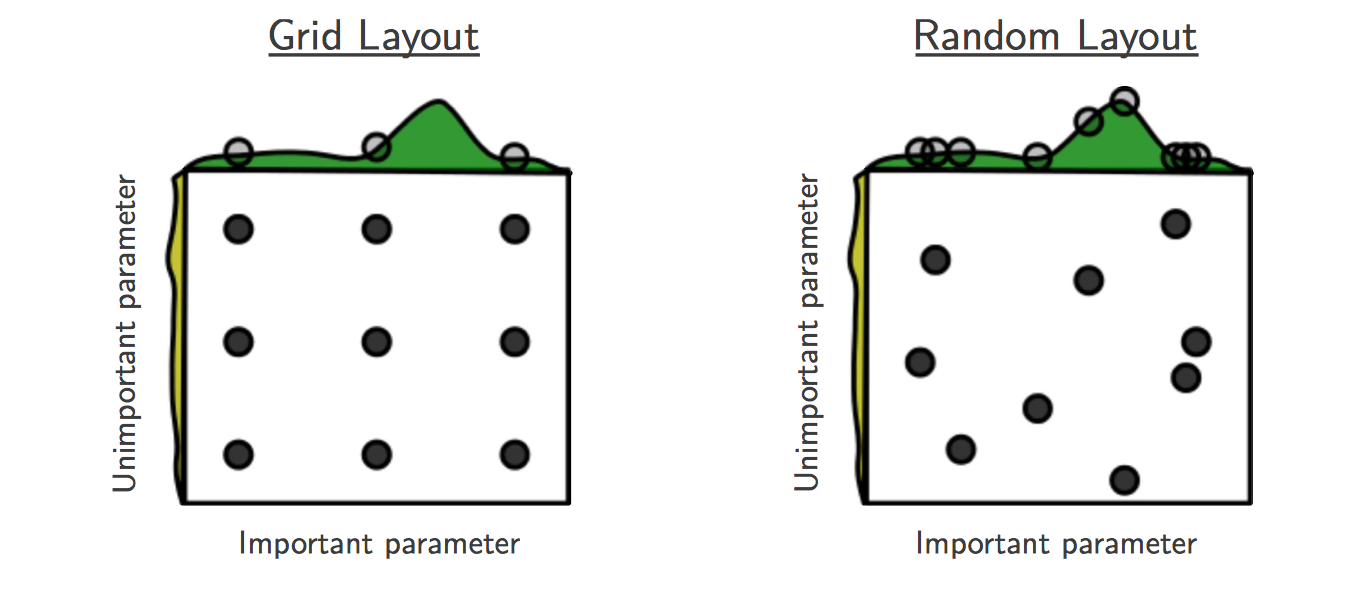 Grid Layout
Unimportant parameter
Important parameter
Random Layout
Unimportant parameter
Important parameter